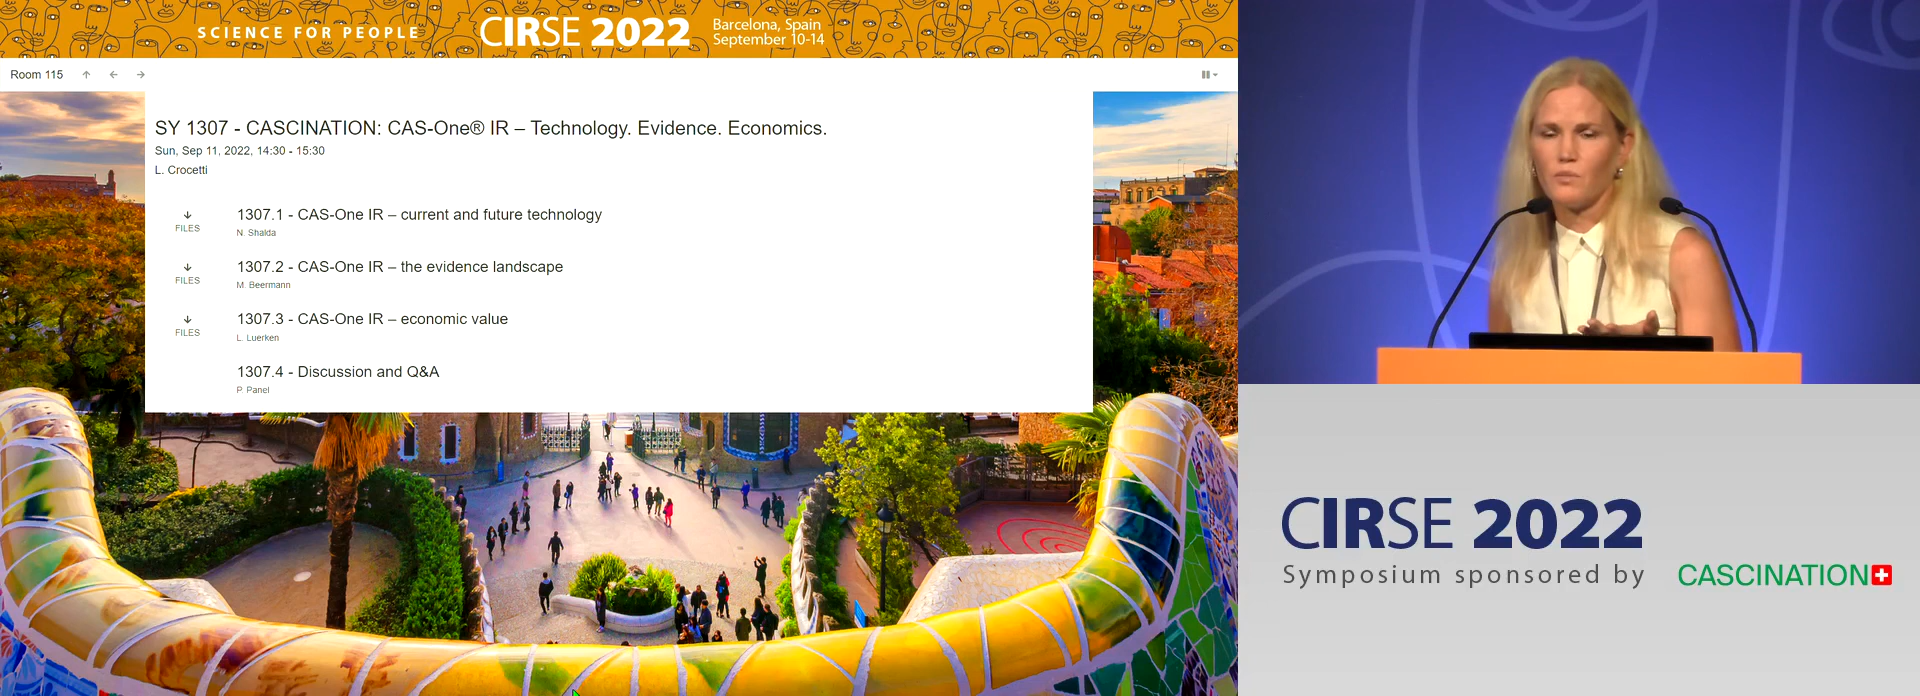 SCIENCE FOR PEOPLE
CIRSE 2022
Barcelona, Spain
September 10-14
Room 115
SY 1307 - CASCINATION: CAS-One® IR – Technology. Evidence. Economics.
Sun, Sep 11, 2022, 14:30 - 15:30
L. Crocetti
FILES
1307.1 - CAS-One IR – current and future technology
N. Shalda
FILES
1307.2 - CAS-One IR – the evidence landscape
M. Beermann
FILES
1307.3 - CAS-One IR – economic value
L. Luerken
1307.4 - Discussion and Q&A
P. Panel
CIRSE 2022
Symposium sponsored by CASCINATION